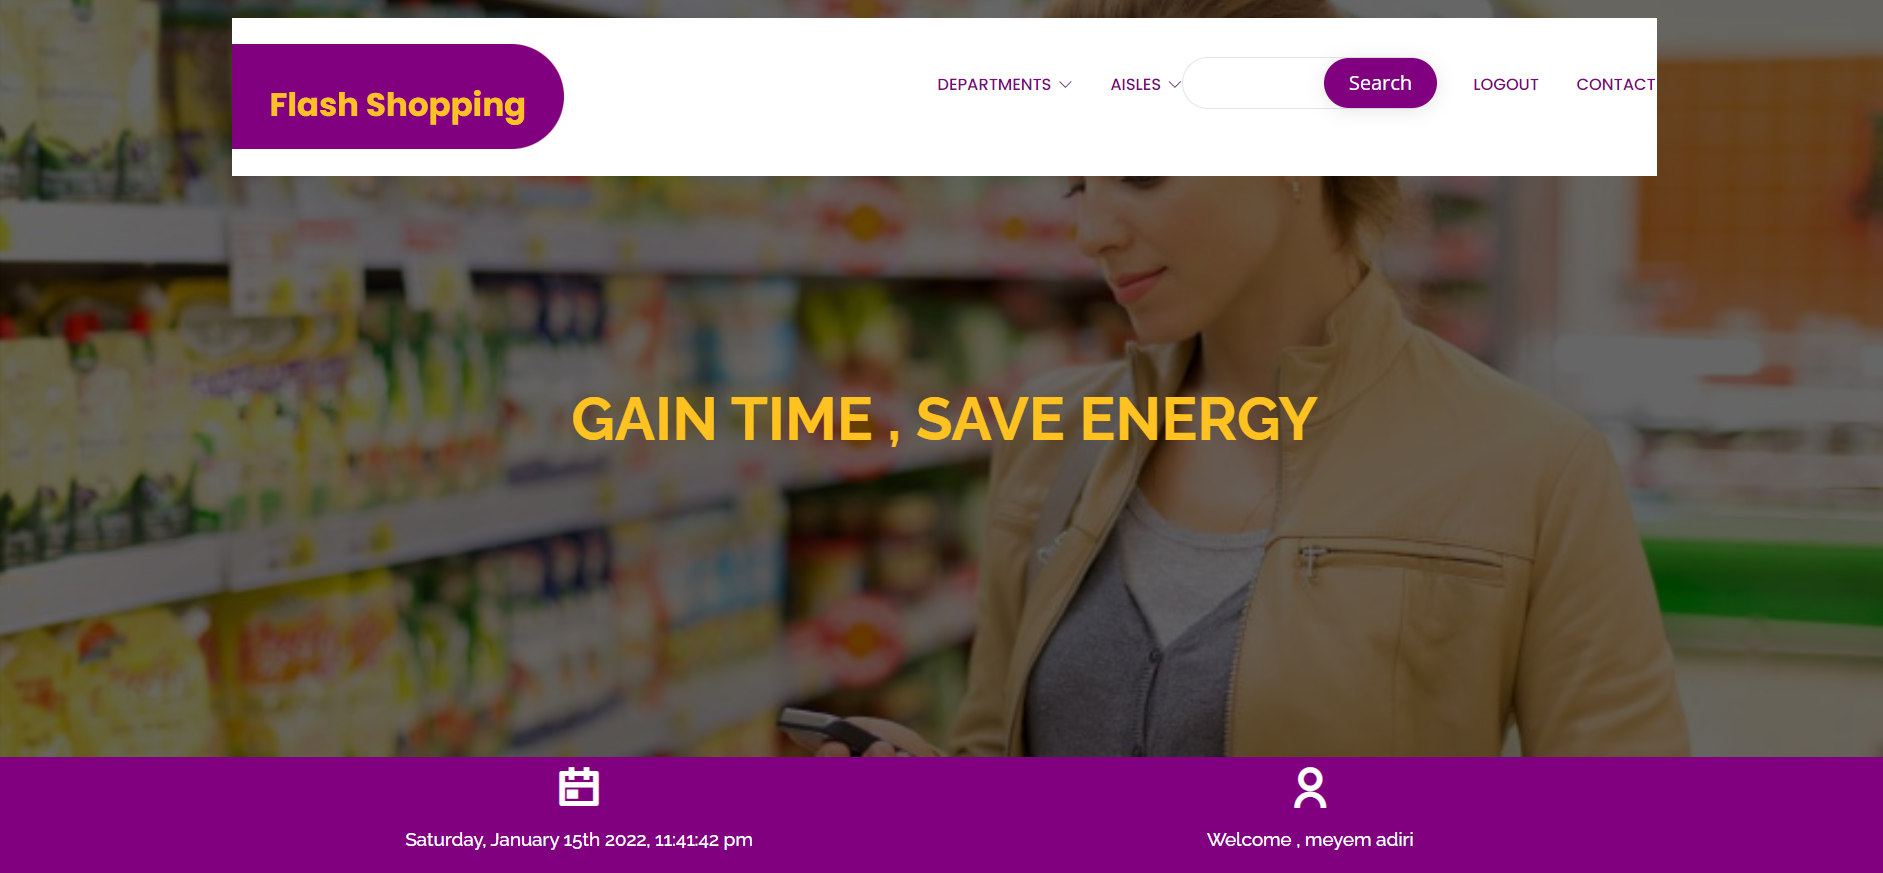 Flash Shopping
DEPARTMENTS AISLES Search LOGOUT CONTACT
GAIN TIME , SAVE ENERGY
Saturday, January 15th 2022, 11:41:42 pm
Welcome , meyem adiri